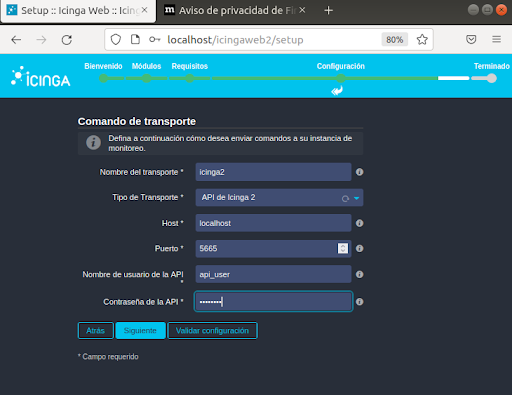 Setup :: Icinga Web :: Icing
Aviso de privacidad de Fi
localhost/icingaweb2/setup
80%
icinga
Bienvenido
Módulos
Requisitos
Configuración
Terminado
Comando de transporte
Defina a continuación cómo desea enviar comandos a su instancia de
monitoreo.
Nombre del transporte *
icinga2
Tipo de Transporte *
API de Icinga 2
Host *
localhost
Puerto *
5665
Nombre de usuario de la API
*
api_user
Contraseña de la API *
••••••••
Atrás
Siguiente
Validar configuración
* Campo requerido